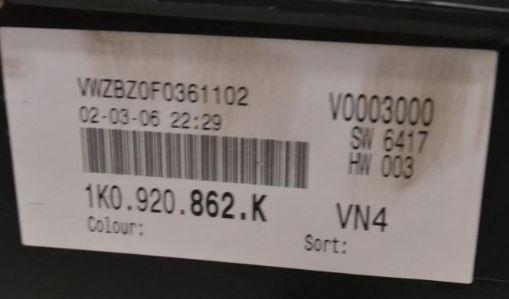 VWZBZ0F0361102
V0003000
02-03-06 22:29
SW 6417
HW 003
1K0.920.862.K
VN4
Colour:
Sort: